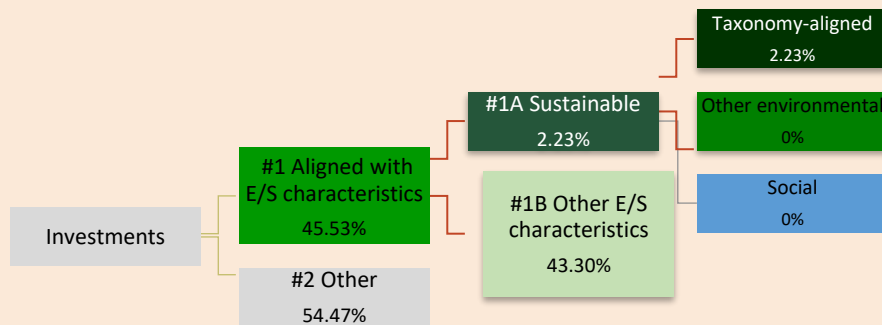 Investments
#1 Aligned with
E/S characteristics
45.53%
#2 Other
54.47%
#1A Sustainable
2.23%
#1B Other E/S
characteristics
43.30%
Taxonomy-aligned
2.23%
Other environmental
0%
Social
0%